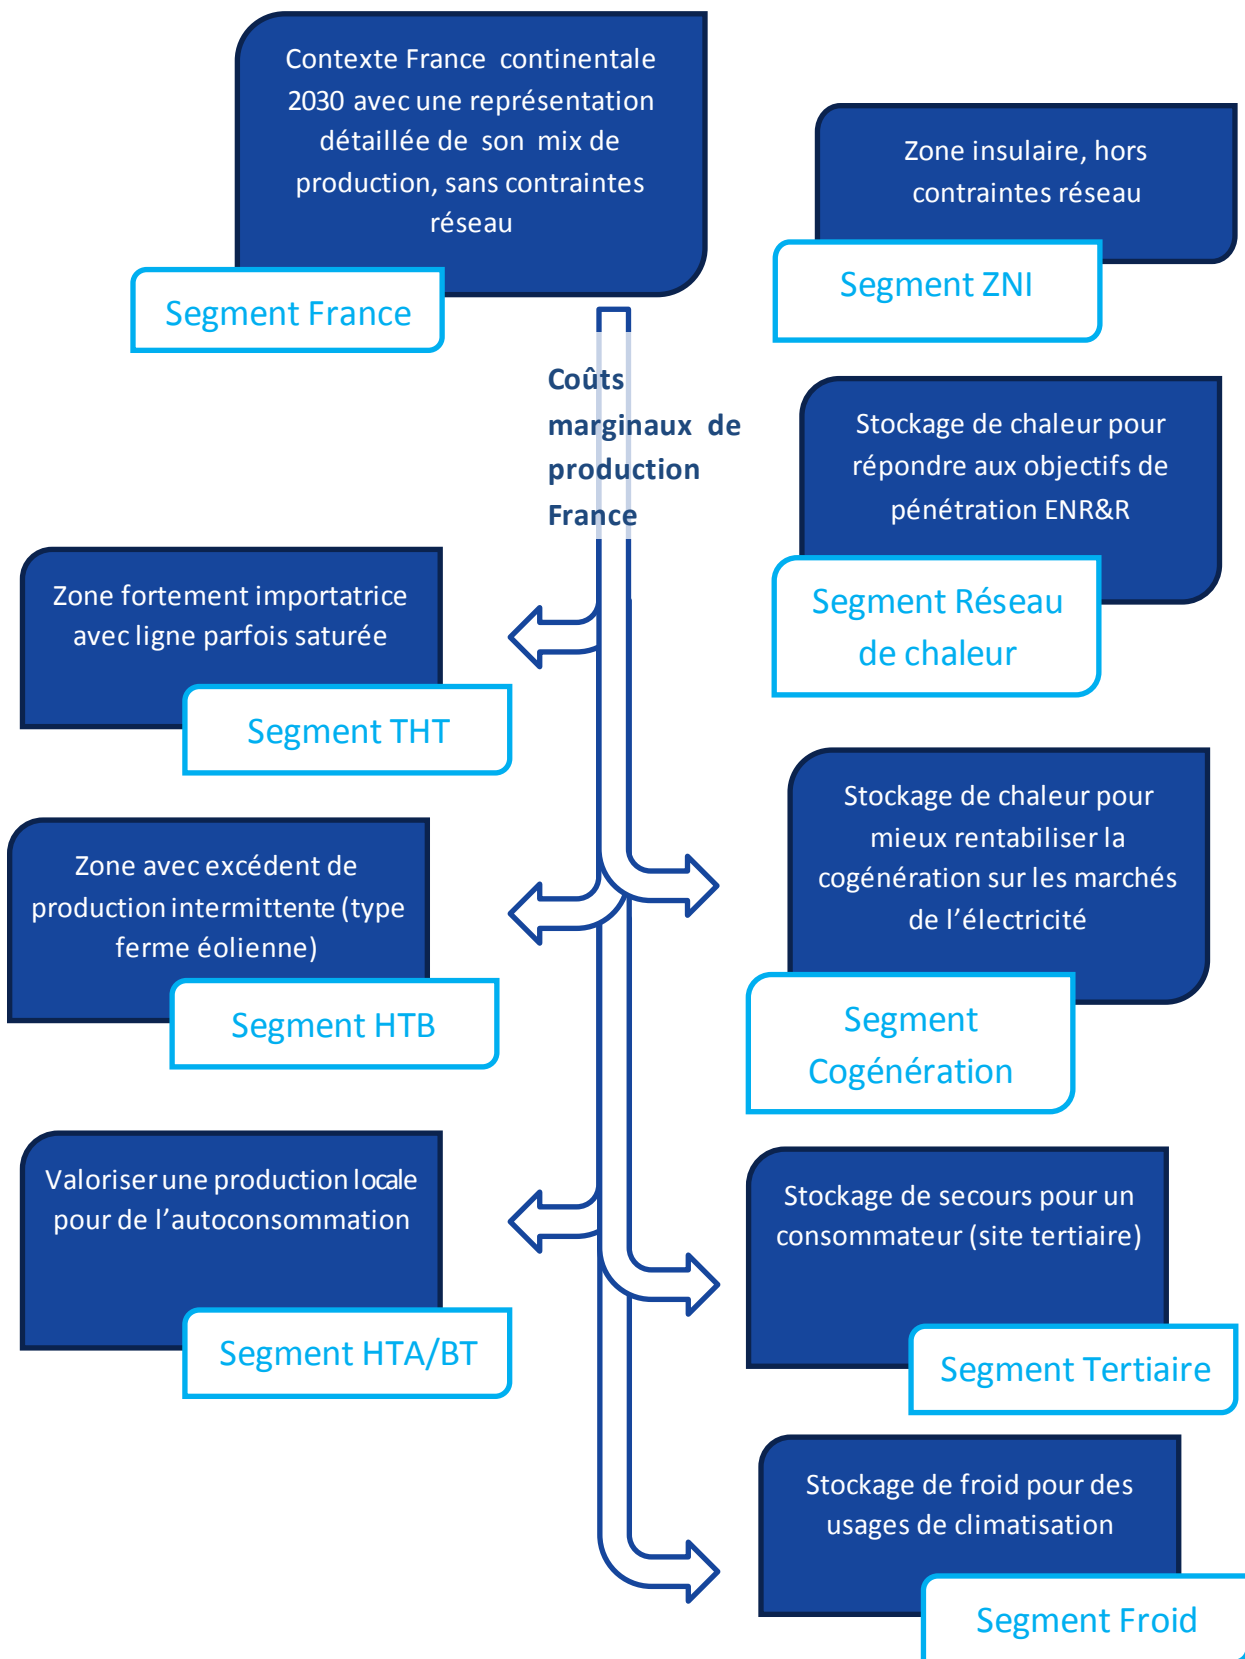 Contexte France continentale
2030 avec une représentation
détaillée de son mix de
production, sans contraintes
réseau
Segment France
Zone insulaire, hors
contraintes réseau
Segment ZNI
Coûts
marginaux de
production
France
Stockage de chaleur pour
répondre aux objectifs de
pénétration ENR&R
Segment Réseau
de chaleur
Zone fortement importatrice
avec ligne parfois saturée
Segment THT
Stockage de chaleur pour
mieux rentabiliser la
cogénération sur les marchés
de l’électricité
Segment
Cogénération
Zone avec excédent de
production intermittente (type
ferme éolienne)
Segment HTB
Valoriser une production locale
pour de l’autoconsommation
Segment HTA/BT
Stockage de secours pour un
consommateur (site tertiaire)
Segment Tertiaire
Stockage de froid pour des
usages de climatisation
Segment Froid